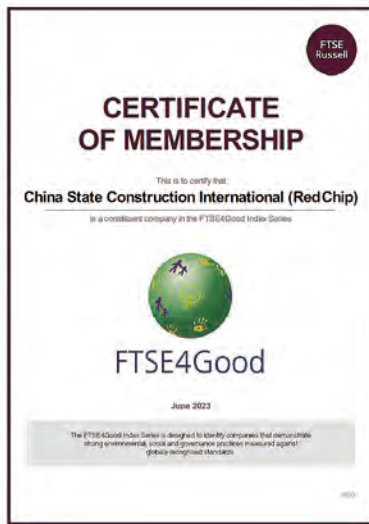 FTSE
Russell
CERTIFICATE
OF MEMBERSHIP
This is to certify that
China State Construction International (Red Chip)
is a constituent company in the FTSE4Good Index Series
FTSE4Good
June 2023
The FTSE4Good Index Series is designed to identify companies that demonstrate
strong environmental, social and governance practices measured against
globally recognised standards.